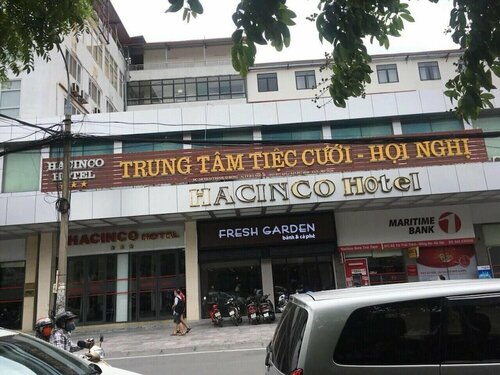 HACINCO
HOTEL
TRUNG TÂM TIỆC CƯỚI - HỘI NGHỊ
HACINCO HOtEL
HACINCO HOTEL
FRESH GARDEN
bánh & cà phê
MARITIME
BANK